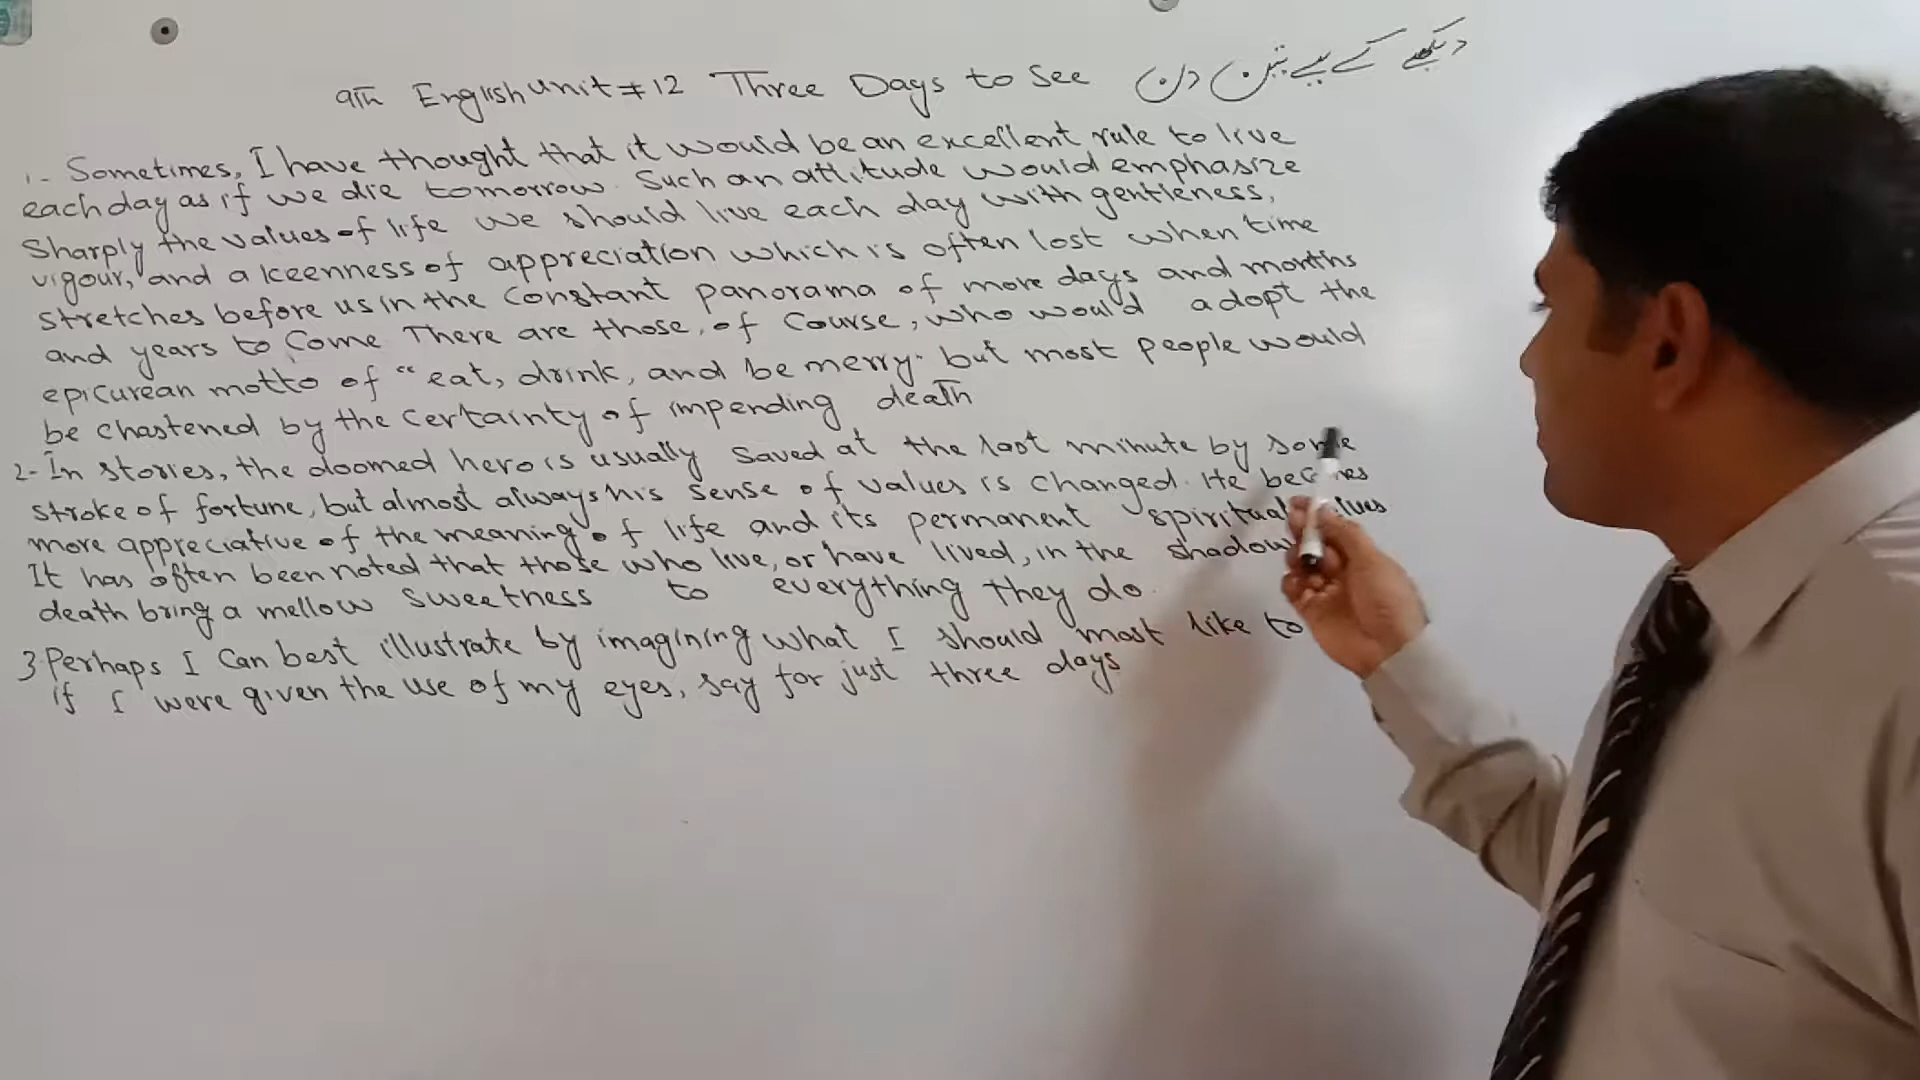 9Th English Unit # 12 Three Days to See دیکھنے کے لیے تین دن
1- Sometimes, I have thought that it would be an excellent rule to live
each day as if we die tomorrow. Such an attitude would emphasize
Sharply the values of life we should live each day with gentleness,
vigour, and a keenness of appreciation which is often lost when time
stretches before us in the constant panorama of more days and months
and years to Come There are those, of Course, who would adopt the
epicurean motto of "eat, drink, and be merry. but most people would
be chastened by the certainty of impending death
2- In stories, the doomed hero is usually saved at the last minute by some
stroke of fortune, but almost always his sense of values is changed. He becomes
more appreciative of the meaning of life and its permanent spiritual
It has often been noted that those who live, or have lived, in the shadow
death bring a mellow sweetness to everything they do.
3 Perhaps I Can best illustrate by imagining what I should most like to
if I were given the use of my eyes, say for just three days